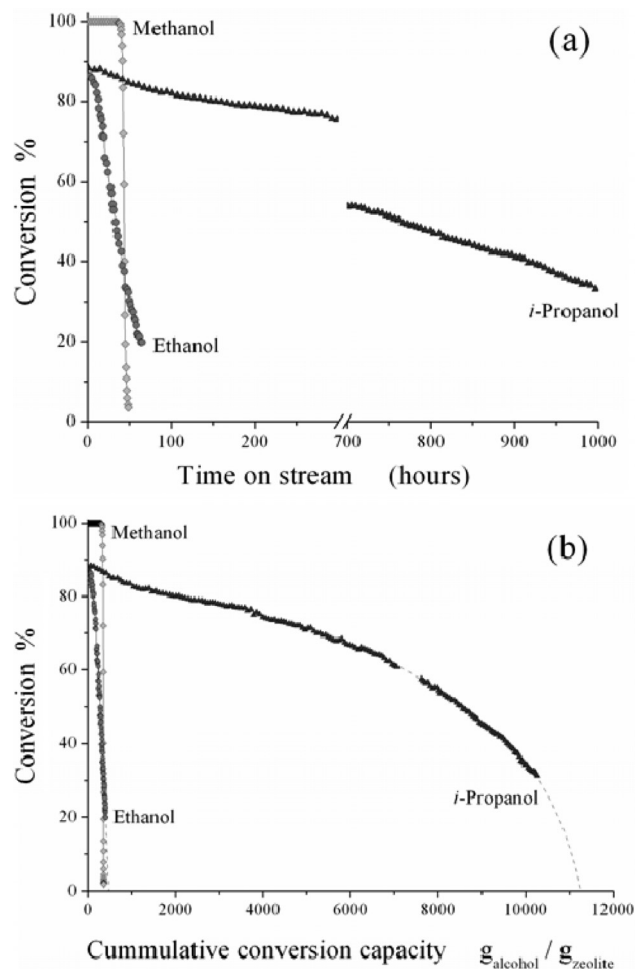 (a)
100
80
60
40
20
0
Conversion %
Methanol
Ethanol
i-Propanol
0 100 200 700 800 900 1000
Time on stream (hours)
(b)
100
80
60
40
20
0
Conversion %
Methanol
Ethanol
i-Propanol
0 2000 4000 6000 8000 10000 12000
Cummulative conversion capacity g alcohol / g zeolite